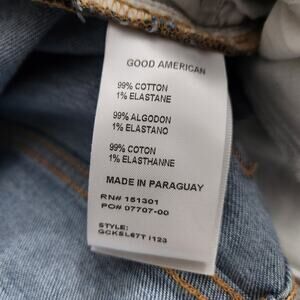 GOOD AMERICAN
99% COTTON
1% ELASTANE
99% ALGODON
1% ELASTANO
99% COTON
1% ELASTHANNE
MADE IN PARAGUAY
RN# 151301
PO# 07707-00
STYLE:
GCKSL67T I123